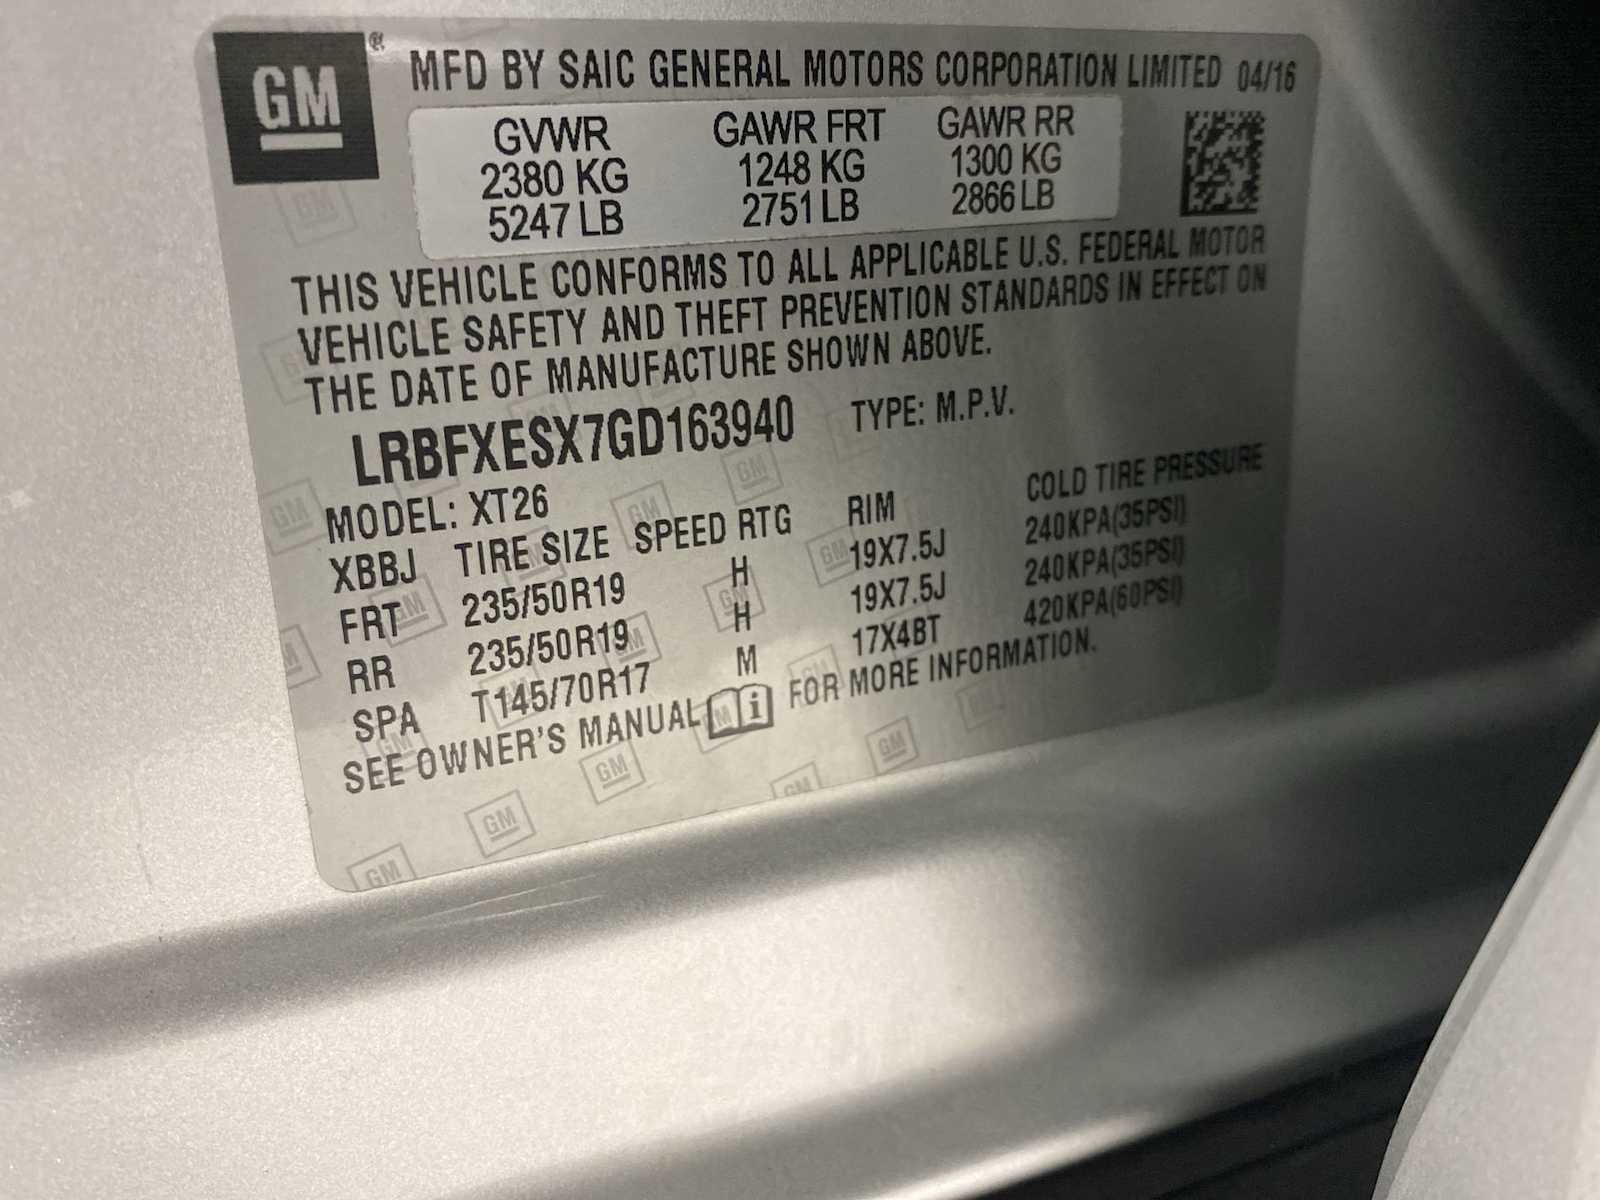 GM ® MFD BY SAIC GENERAL MOTORS CORPORATION LIMITED 04/16
GVWR GAWR FRT GAWR RR
2380 KG 1248 KG 1300 KG
5247 LB 2751 LB 2866 LB
THIS VEHICLE CONFORMS TO ALL APPLICABLE U.S. FEDERAL MOTOR
VEHICLE SAFETY AND THEFT PREVENTION STANDARDS IN EFFECT ON
THE DATE OF MANUFACTURE SHOWN ABOVE.
LRBFXESX7GD163940 TYPE: M.P.V.
MODEL: XT26
XBBJ TIRE SIZE SPEED RTG RIM COLD TIRE PRESSURE
FRT 235/50R19 H 19X7.5J 240KPA(35PSI)
RR 235/50R19 H 19X7.5J 240KPA(35PSI)
SPA T145/70R17 M 17X4BT 420KPA(60PSI)
SEE OWNER'S MANUAL i FOR MORE INFORMATION.